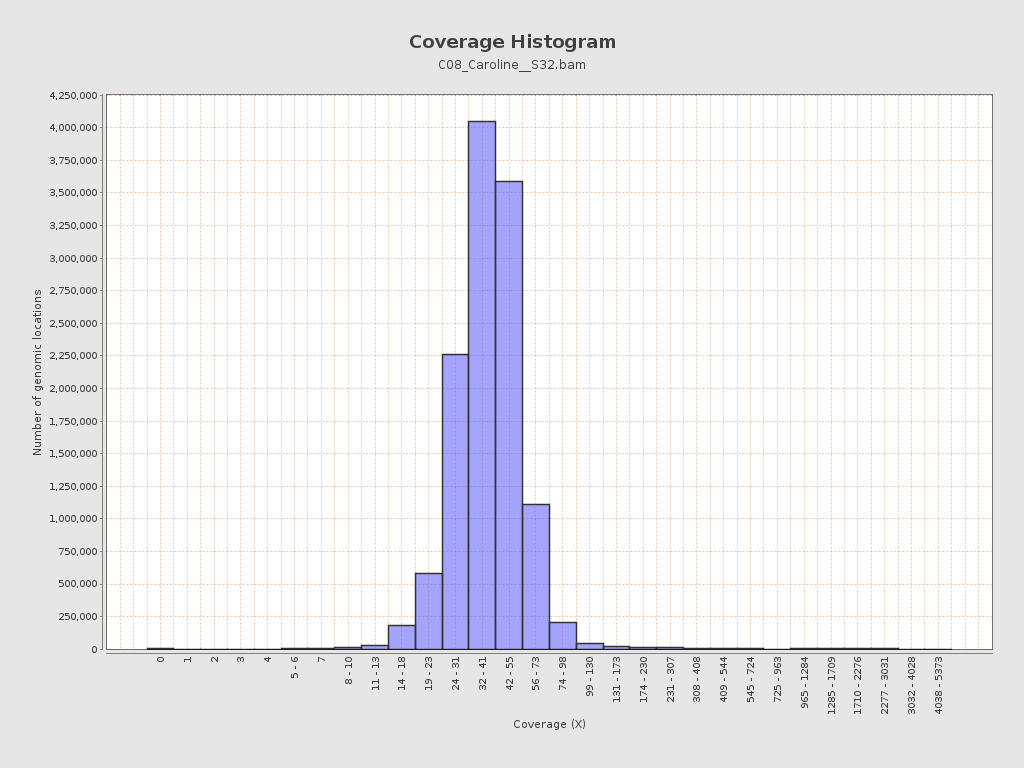 Coverage Histogram
C08_Caroline__S32.bam
4,250,000
4,000,000
3,750,000
3,500,000
3,250,000
3,000,000
2,750,000
2,500,000
2,250,000
2,000,000
1,750,000
1,500,000
1,250,000
1,000,000
750,000
500,000
250,000
0
Number of genomic locations
0
1
2
3
4
5 - 6
7
8 - 10
11 - 13
14 - 18
19 - 23
24 - 31
32 - 41
42 - 55
56 - 73
74 - 98
99 - 130
131 - 173
174 - 230
231 - 307
308 - 408
409 - 544
545 - 724
725 - 963
965 - 1284
1285 - 1709
1710 - 2276
2277 - 3031
3032 - 4028
4038 - 5373
Coverage (X)